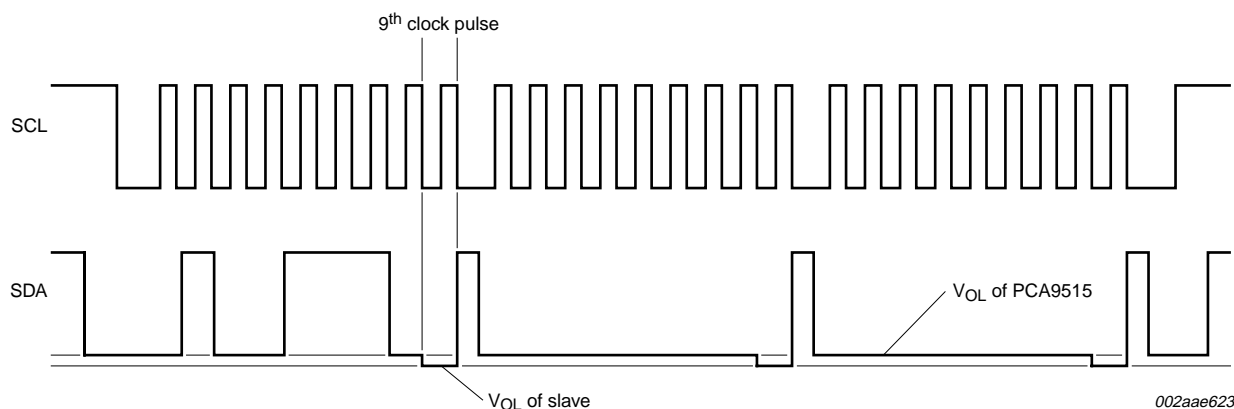 9th clock pulse
SCL
SDA
VOL of PCA9515
VOL of slave
002aae623